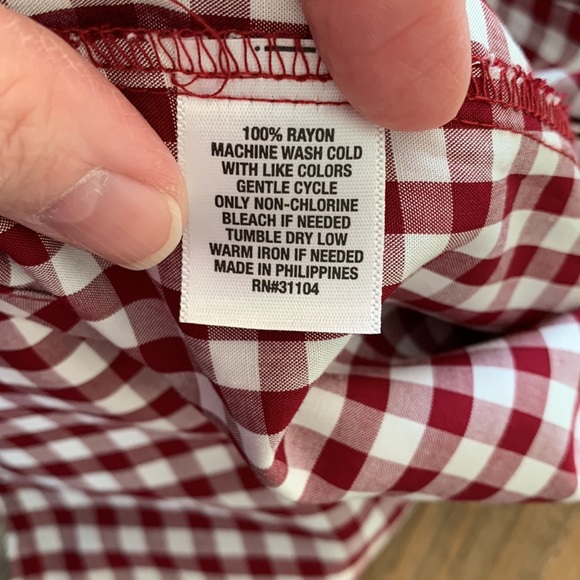 100% RAYON
MACHINE WASH COLD
WITH LIKE COLORS
GENTLE CYCLE
ONLY NON-CHLORINE
BLEACH IF NEEDED
TUMBLE DRY LOW
WARM IRON IF NEEDED
MADE IN PHILIPPINES
RN#31104